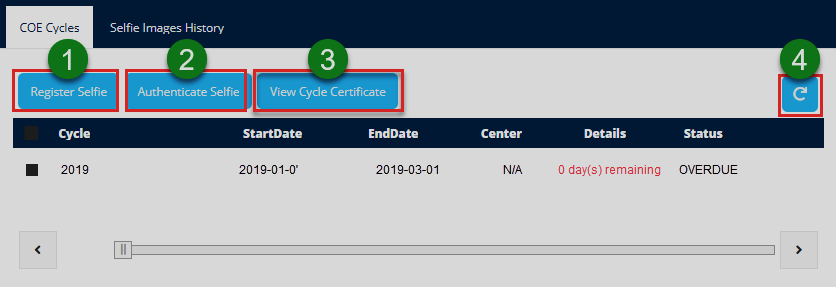 COE Cycles Selfie Images History
1 2 3 4
Register Selfie Authenticate Selfie View Cycle Certificate
Cycle StartDate EndDate Center Details Status
2019 2019-01-0' 2019-03-01 N/A 0 day(s) remaining OVERDUE